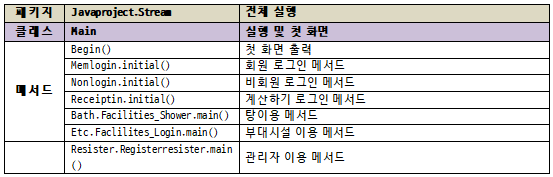 패키지 Javaproject.Stream 전체 실행
클래스 Main 실행 및 첫 화면
메서드
Begin() 첫 화면 출력
Memlogin.initial() 회원 로그인 메서드
Nonlogin.initial() 비회원 로그인 메서드
Receiptin.initial() 계산하기 로그인 메서드
Bath.Facilities_Shower.main() 탕이용 메서드
Etc.Faclilites_Login.main() 부대시설 이용 메서드
Resister.Registerresister.main
() 관리자 이용 메서드